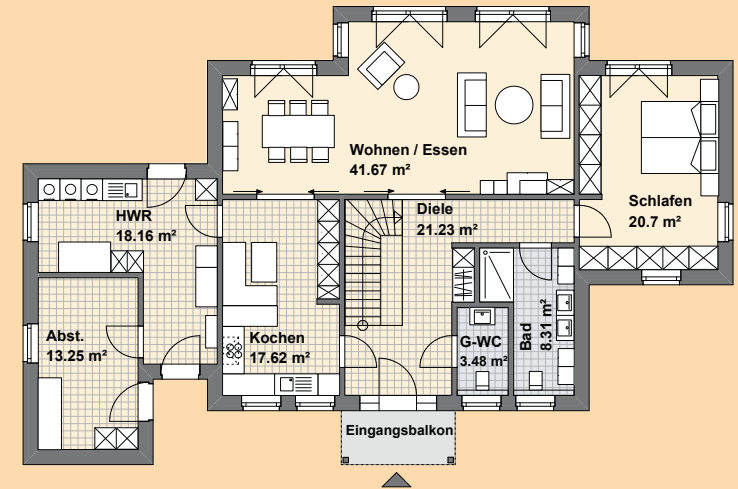 Wohnen / Essen
41.67 m²
Schlafen
20.7 m²
HWR
18.16 m²
Diele
21.23 m²
Abst.
13.25 m²
Kochen
17.62 m²
G-WC
3.48 m²
Bad
8.31 m²
Eingangsbalkon